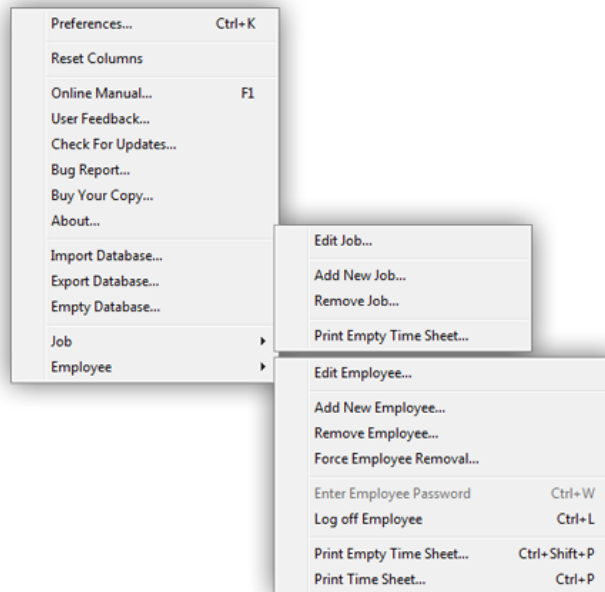 Preferences... Ctrl+K
Reset Columns
Online Manual... F1
User Feedback...
Check For Updates...
Bug Report...
Buy Your Copy...
About...
Import Database...
Export Database...
Empty Database...
Job
Employee
Edit Job...
Add New Job...
Remove Job...
Print Empty Time Sheet...
Edit Employee...
Add New Employee...
Remove Employee...
Force Employee Removal...
Enter Employee Password Ctrl+W
Log off Employee Ctrl+L
Print Empty Time Sheet... Ctrl+Shift+P
Print Time Sheet... Ctrl+P